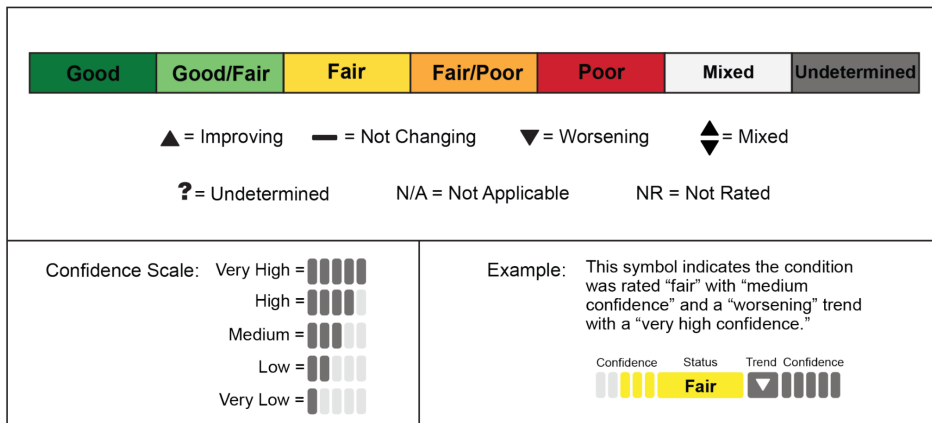 Good Good/Fair Fair Fair/Poor Poor Mixed Undetermined
= Improving = Not Changing = Worsening = Mixed
? = Undetermined N/A = Not Applicable NR = Not Rated
Confidence Scale: Very High =
High =
Medium =
Low =
Very Low =
Example: This symbol indicates the condition
was rated “fair” with “medium
confidence” and a “worsening” trend
with a “very high confidence.”
Confidence Status Trend Confidence
Fair